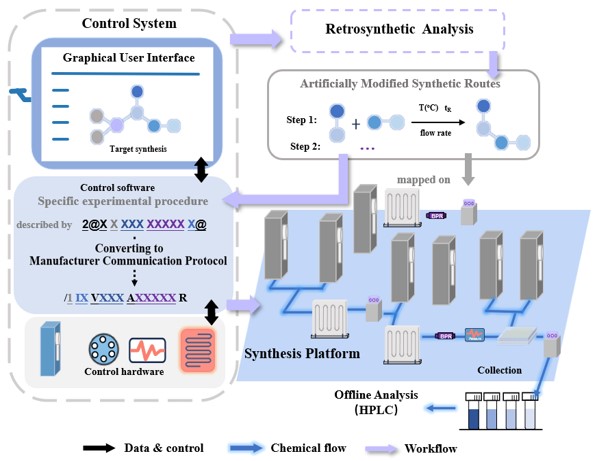 Control System
Graphical User Interface
Target synthesis
Control software
Specific experimental procedure
described by 2@X X XXX XXXXX X@
Converting to
Manufacturer Communication Protocol
/1 IX VXXX AXXXXX R
Control hardware
Retrosynthetic Analysis
Artificially Modified Synthetic Routes
Step 1: + T(°C) tR
flow rate
Step 2: ...
mapped on
BPR
Synthesis Platform
BPR
Collection
Offline Analysis
(HPLC)
Data & control
Chemical flow
Workflow